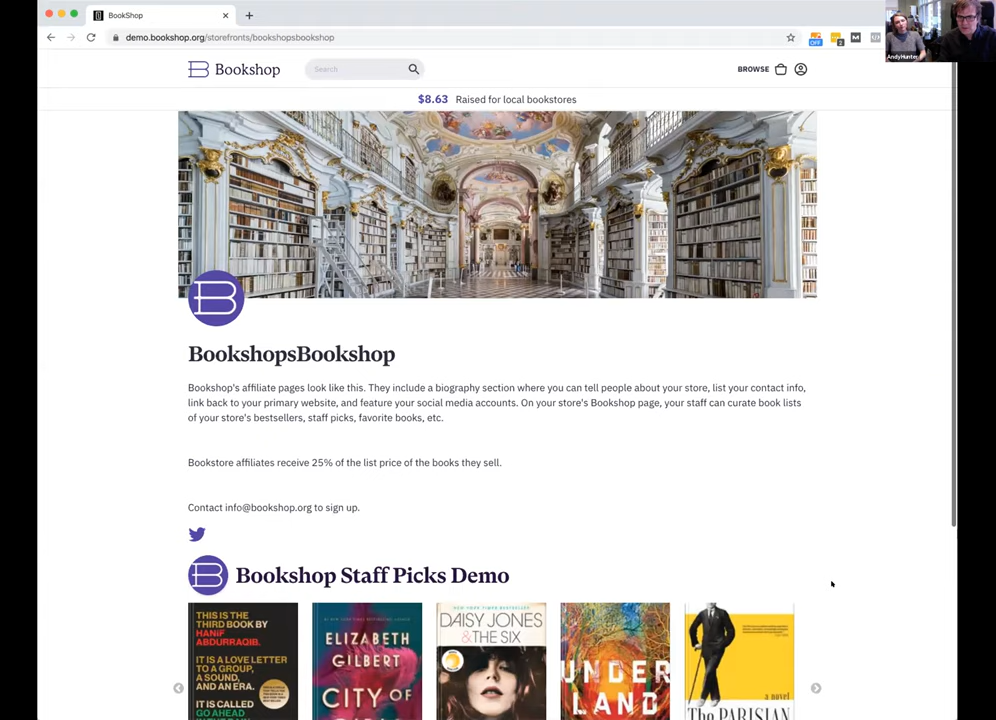 BookShop
demo.bookshop.org/storefronts/bookshopsbookshop
OFF
2
AndyHunter
Bookshop
Search
BROWSE
$8.63 Raised for local bookstores
BookshopsBookshop
Bookshop's affiliate pages look like this. They include a biography section where you can tell people about your store, list your contact info,
link back to your primary website, and feature your social media accounts. On your store's Bookshop page, your staff can curate book lists
of your store's bestsellers, staff picks, favorite books, etc.
Bookstore affiliates receive 25% of the list price of the books they sell.
Contact info@bookshop.org to sign up.
Bookshop Staff Picks Demo
THIS IS THE
THIRD BOOK BY
HANIF
ABDURRAQIB.
IT IS A LOVE LETTER
TO A GROUP,
A SOUND,
AND AN ERA.
IT IS CALLED
GO AHEAD
ELIZABETH
GILBERT
CITY OF
DAISY JONES
& THE SIX
UNDER
LAND
a novel
The PARISIAN